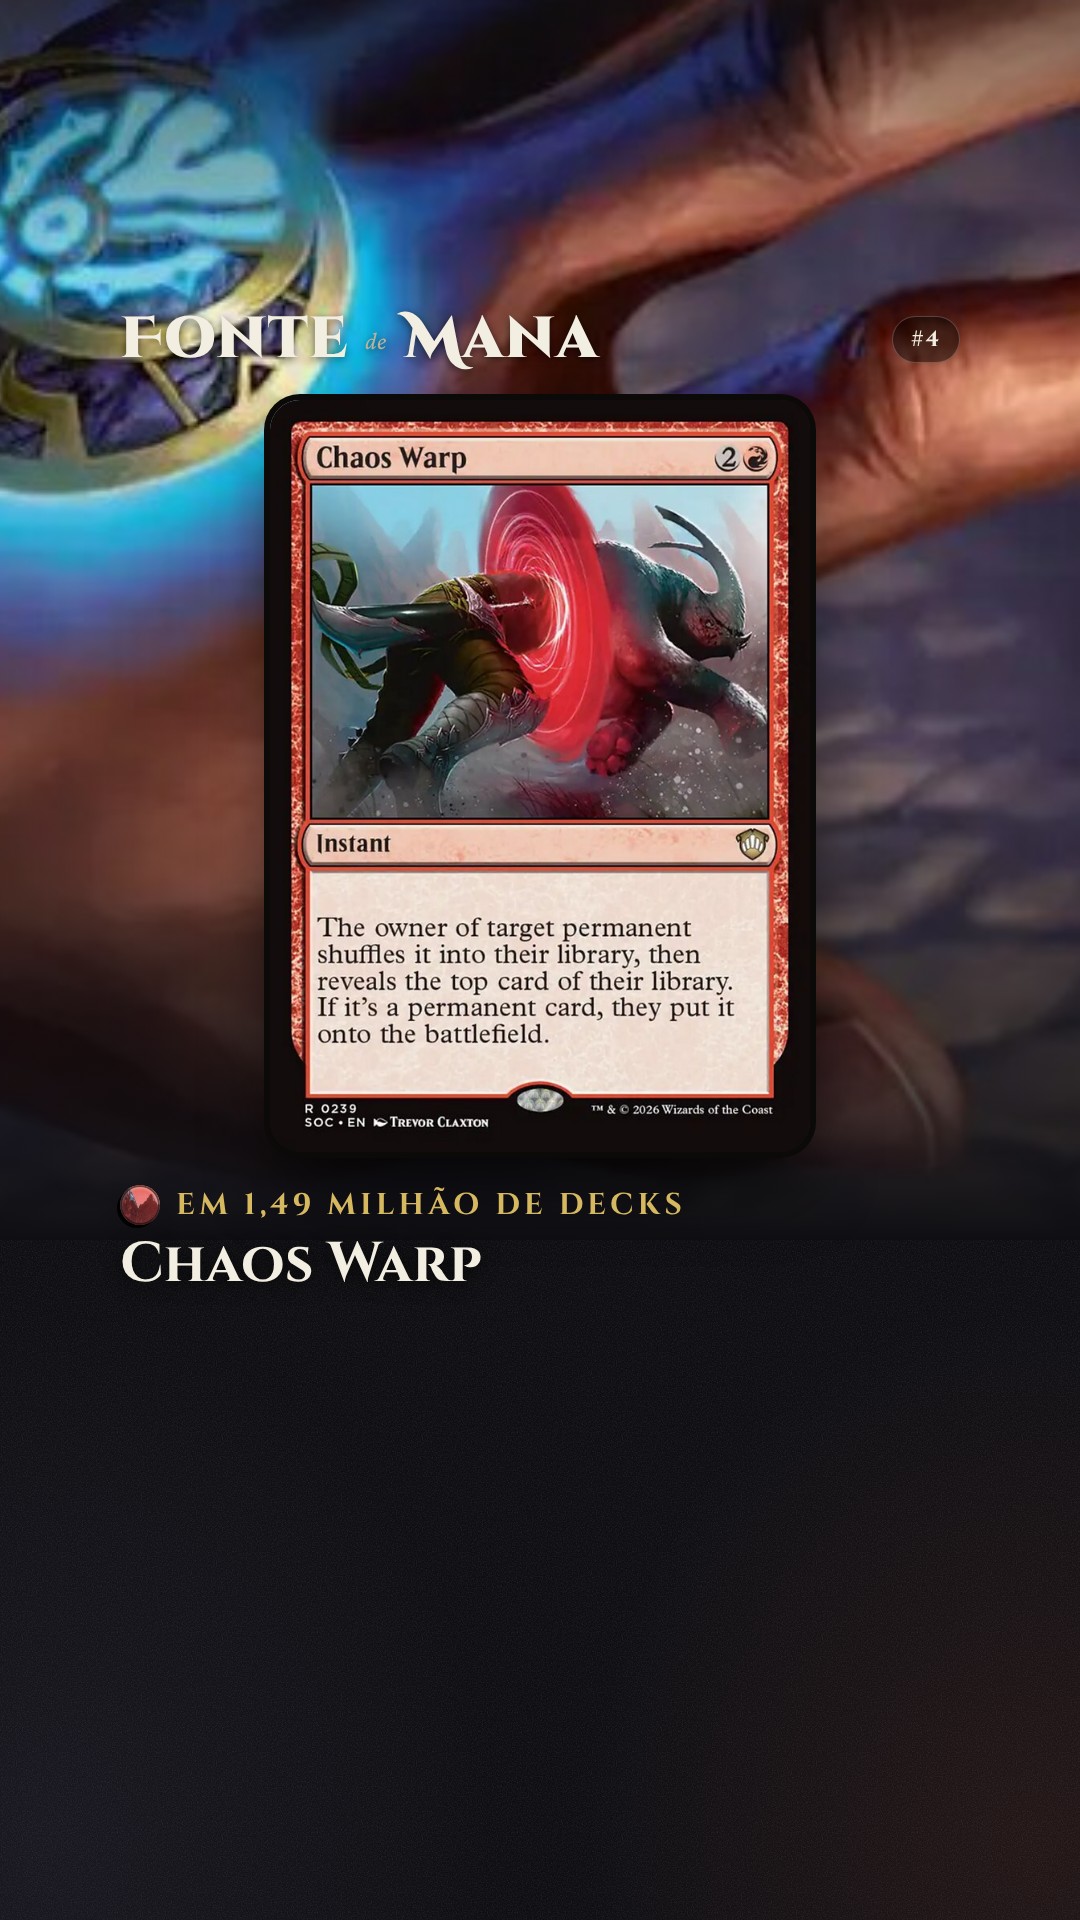 FONTE de MANA
#4
Chaos Warp
2
Instant
The owner of target permanent
shuffles it into their library, then
reveals the top card of their library.
If it's a permanent card, they put it
onto the battlefield.
R 0239
SOC • EN TREVOR CLAXTON
™ & © 2026 Wizards of the Coast
EM 1,49 MILHÃO DE DECKS
CHAOS WARP